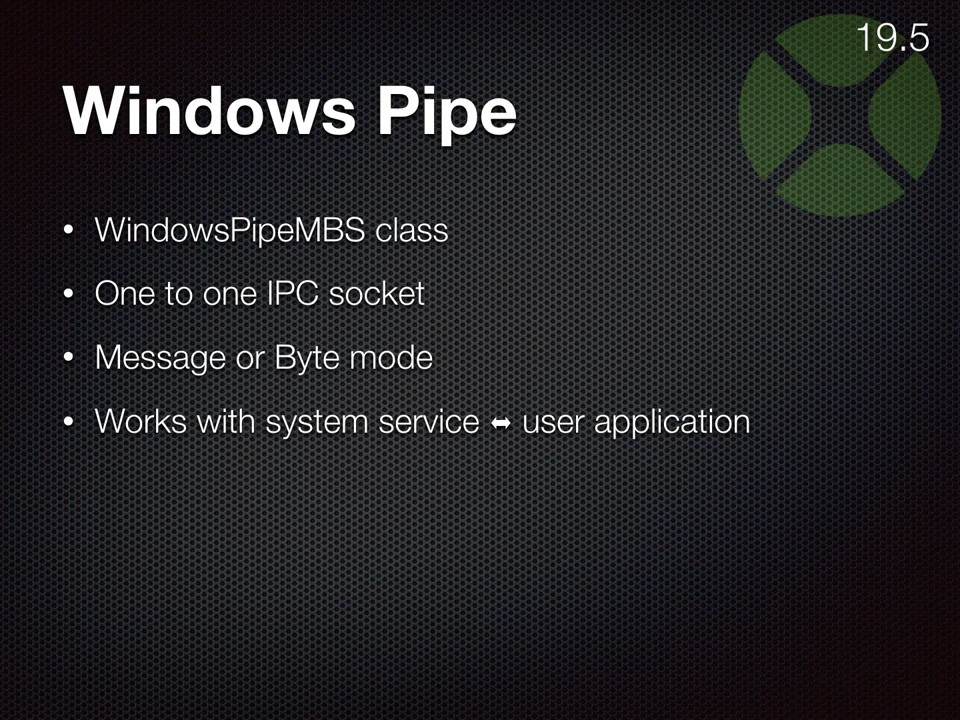 19.5
Windows Pipe
• WindowsPipeMBS class
• One to one IPC socket
• Message or Byte mode
• Works with system service ⬌ user application